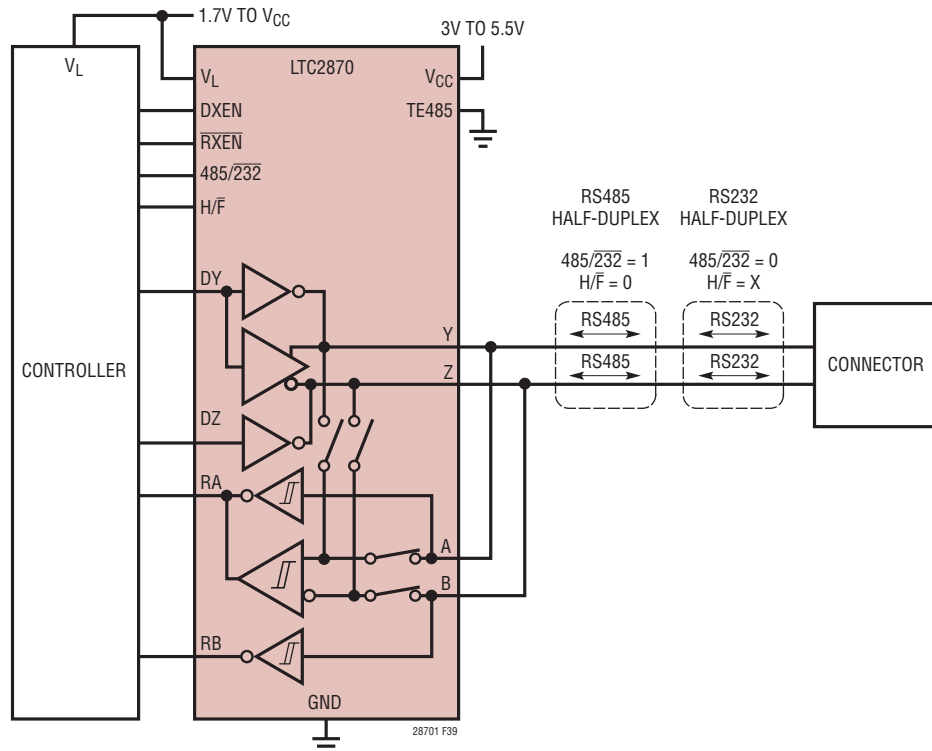 1.7V TO VCC
3V TO 5.5V
VL
LTC2870
VL
VCC
DXEN
TE485
RXEN
485/232
H/F
RS485
HALF-DUPLEX
485/232 = 1
H/F = 0
RS232
HALF-DUPLEX
485/232 = 0
H/F = X
DY
RS485
RS232
Y
RS485
RS232
Z
CONTROLLER
CONNECTOR
DZ
RA
A
B
RB
GND
28701 F39